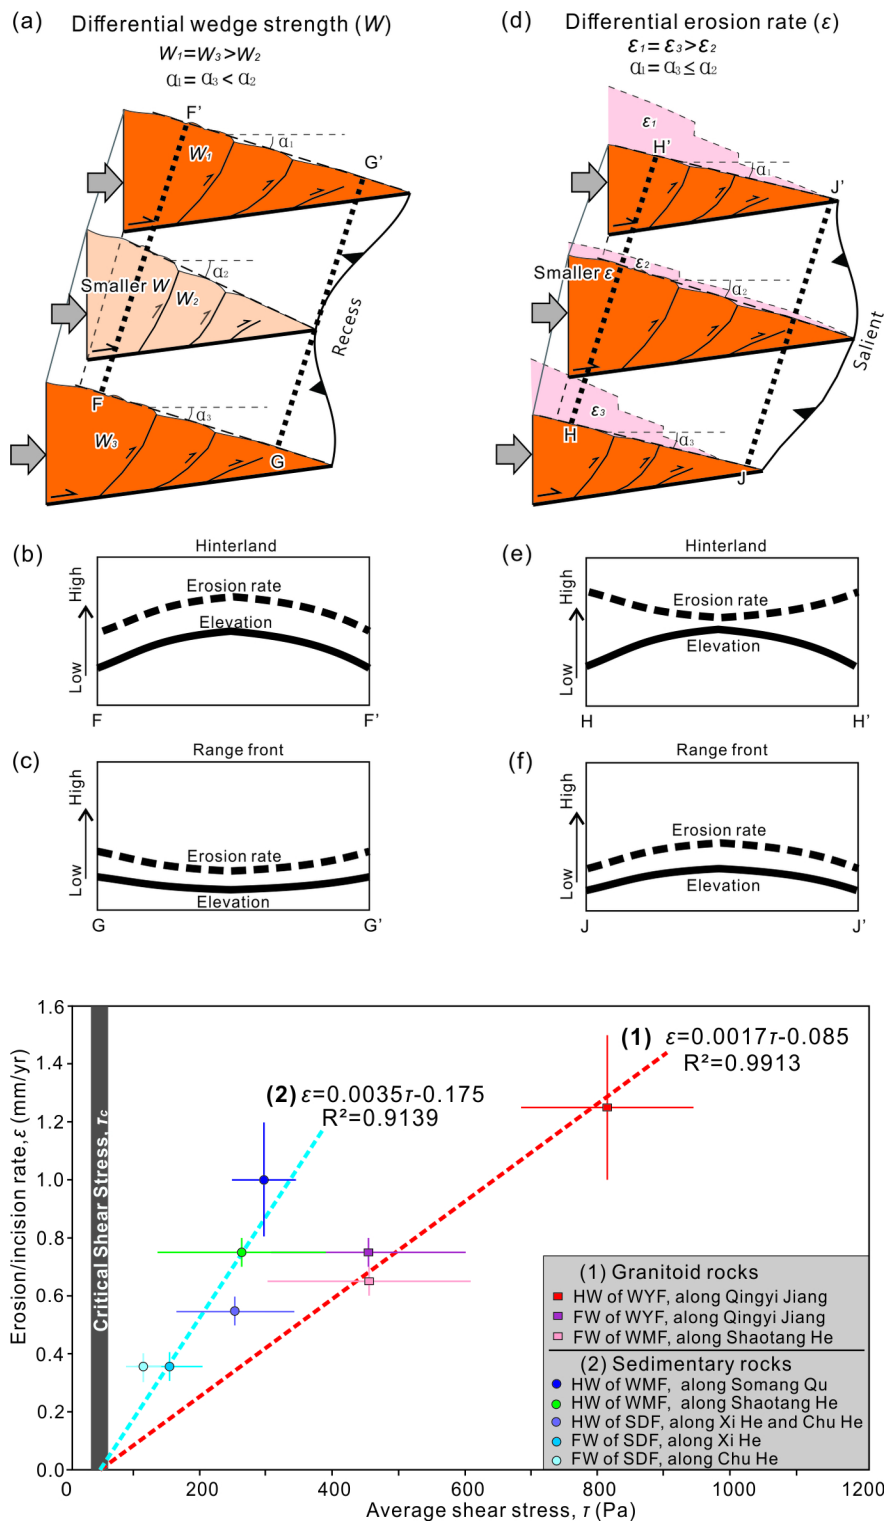 (a)
Differential wedge strength (W)
W₁=W₃>W₂
α₁=α₃<α₂
F'
α₁
W₁
G'
Smaller W
α₂
W₂
Recess
F
α₃
W₃
G
(d)
Differential erosion rate (ε)
ε₁=ε₃>ε₂
α₁=α₃≤α₂
ε₁
H'
α₁
J'
Smaller ε
ε₂
α₂
Salient
ε₃
H
α₃
J
(b)
Hinterland
High
Low
Erosion rate
Elevation
F
F'
(e)
Hinterland
High
Low
Erosion rate
Elevation
H
H'
(c)
Range front
High
Low
Erosion rate
Elevation
G
G'
(f)
Range front
High
Low
Erosion rate
Elevation
J
J'
Erosion/incision rate, ε (mm/yr)
1.6
1.4
1.2
1.0
0.8
0.6
0.4
0.2
0.0
Critical Shear Stress, τc
(1) ε=0.0017τ-0.085
R²=0.9913
(2) ε=0.0035τ-0.175
R²=0.9139
(1) Granitoid rocks
HW of WYF, along Qingyi Jiang
FW of WYF, along Qingyi Jiang
FW of WMF, along Shaotang He
(2) Sedimentary rocks
HW of WMF, along Somang Qu
HW of WMF, along Shaotang He
HW of SDF, along Xi He and Chu He
FW of SDF, along Xi He
FW of SDF, along Chu He
0 200 400 600 800 1000 1200
Average shear stress, τ (Pa)